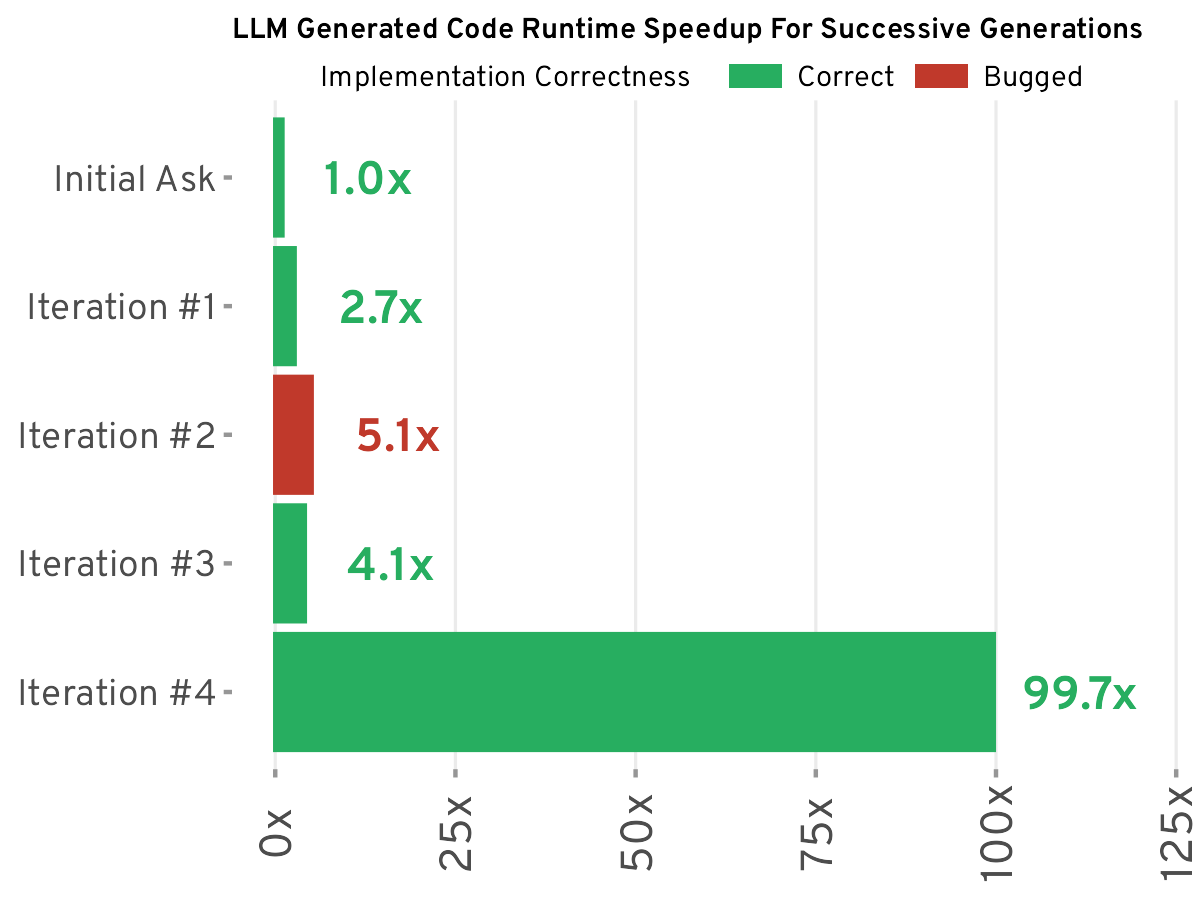 LLM Generated Code Runtime Speedup For Successive Generations
Implementation Correctness Correct Bugged
Initial Ask 1.0x
Iteration #1 2.7x
Iteration #2 5.1x
Iteration #3 4.1x
Iteration #4 99.7x
0x 25x 50x 75x 100x 125x